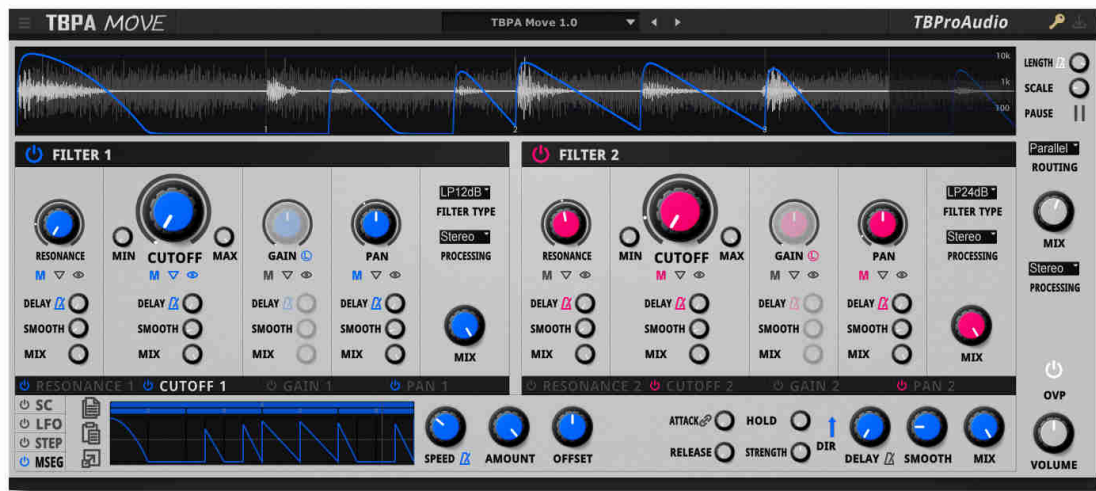 TBPA MOVE
TBPA Move 1.0
TBProAudio
10k
1k
100
1
2
3
LENGTH
SCALE
PAUSE
FILTER 1
FILTER 2
Parallel
ROUTING
LP12dB
FILTER TYPE
Stereo
PROCESSING
RESONANCE
MIN CUTOFF MAX
GAIN L
PAN
M M M
DELAY DELAY DELAY DELAY
SMOOTH SMOOTH SMOOTH SMOOTH
MIX MIX MIX MIX
MIX
LP24dB
FILTER TYPE
Stereo
PROCESSING
RESONANCE
MIN CUTOFF MAX
GAIN L
PAN
M M M M
DELAY DELAY DELAY DELAY
SMOOTH SMOOTH SMOOTH SMOOTH
MIX MIX MIX MIX
MIX
MIX
Stereo
PROCESSING
RESONANCE 1 CUTOFF 1 GAIN 1 PAN 1
RESONANCE 2 CUTOFF 2 GAIN 2 PAN 2
SC
LFO
STEP
MSEG
SPEED AMOUNT OFFSET
ATTACK HOLD
RELEASE STRENGTH DIR
DELAY SMOOTH MIX
OVP
VOLUME